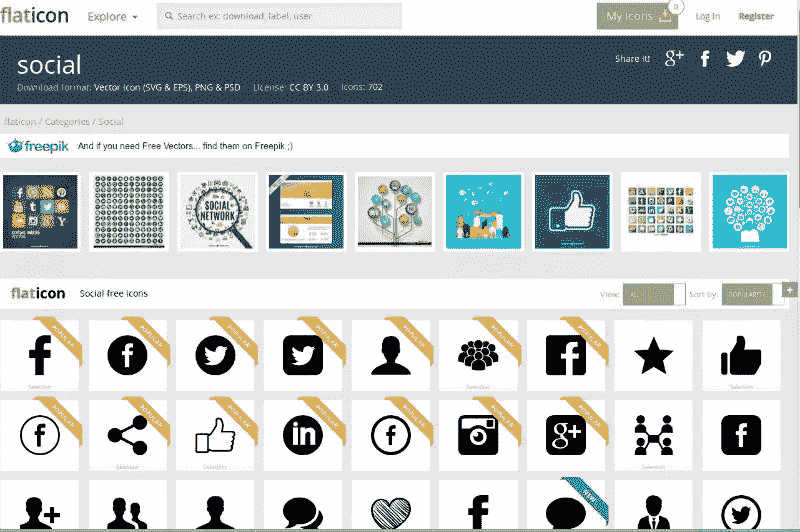 flaticon Explore Search ex: download, label, user My Icons 0 Log In Register
social
Share it!
Download format: Vector Icon (SVG & EPS), PNG & PSD License: CC BY 3.0 Icons: 702
flaticon / Categories / Social
freepik And if you need Free Vectors... find them on Freepik ;)
SOCIAL
NETWORK
flaticon Social free icons View: ALL Sort by: POPULARITY
POPULAR POPULAR POPULAR POPULAR POPULAR POPULAR POPULAR
Selection Selection Selection
POPULAR POPULAR POPULAR POPULAR POPULAR POPULAR POPULAR
Selection Selection Selection
NEW